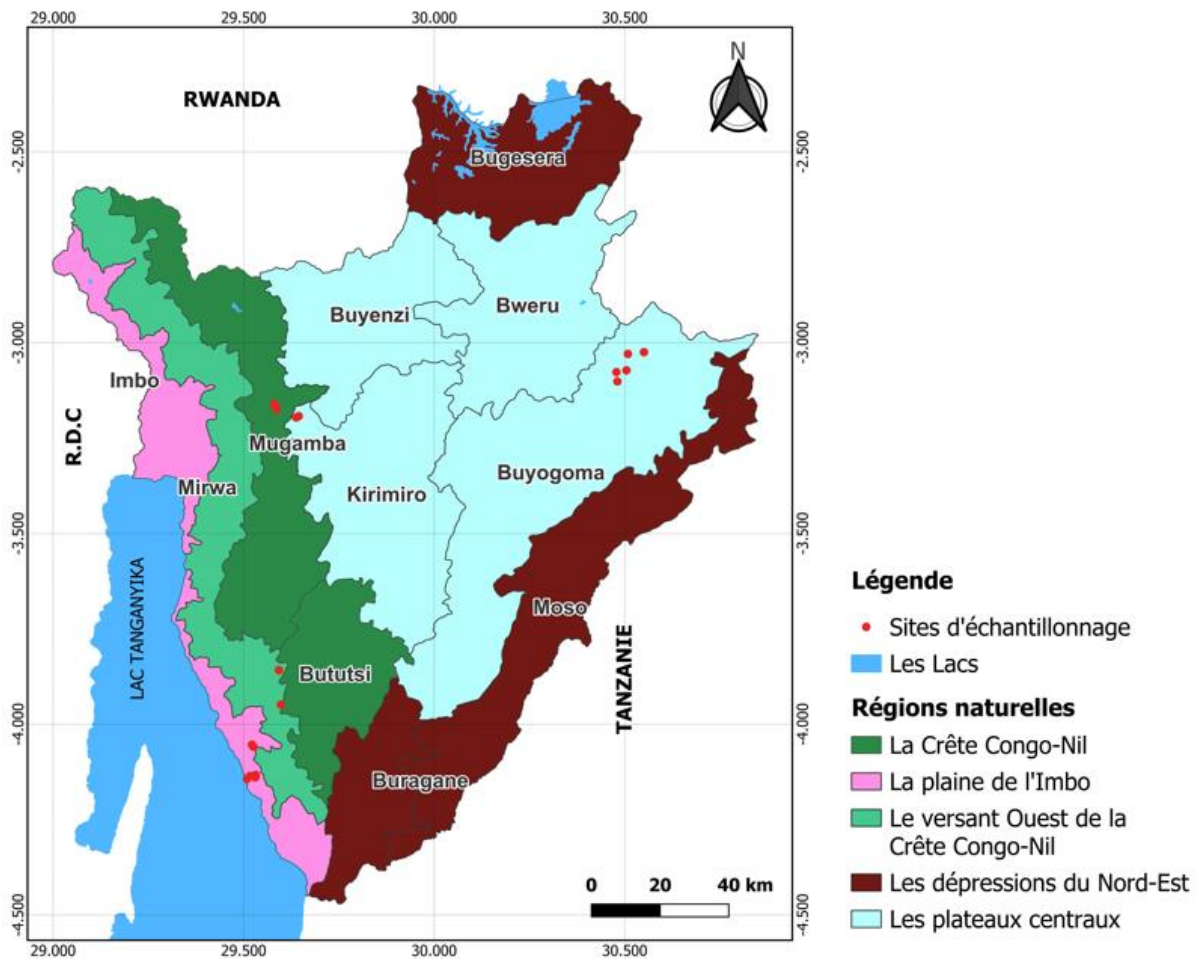 29.000 29.500 30.000 30.500
N
RWANDA
-2.500 -2.500
Bugesera
Buyenzi
Bweru
-3.000 -3.000
Imbo
R.D.C
Mugamba
Buyogoma
Mirwa
Kirimiro
-3.500 -3.500
LAC TANGANYIKA
Moso
TANZANIE
Bututsi
-4.000 -4.000
Buragane
0 20 40 km
-4.500 -4.500
29.000 29.500 30.000 30.500
Légende
Sites d'échantillonnage
Les Lacs
Régions naturelles
La Crête Congo-Nil
La plaine de l'Imbo
Le versant Ouest de la
Crête Congo-Nil
Les dépressions du Nord-Est
Les plateaux centraux